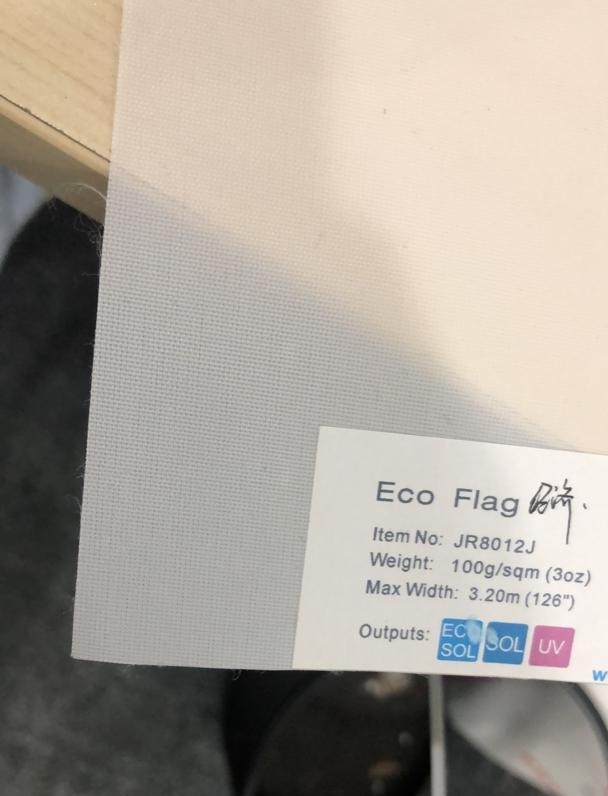 Eco Flag
Item No: JR8012J
Weight: 100g/sqm (3oz)
Max Width: 3.20m (126")
Outputs: ECO SOL SOL UV